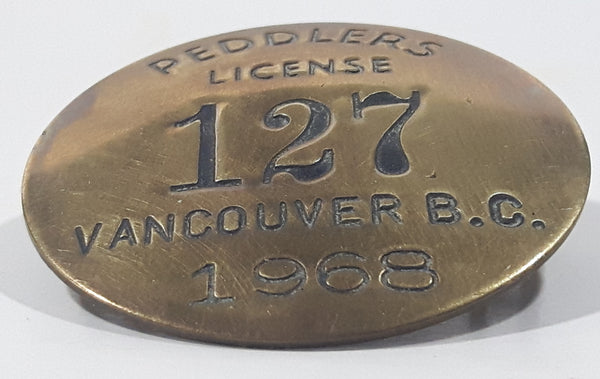 PEDDLERS
LICENSE
127
VANCOUVER B.C.
1968